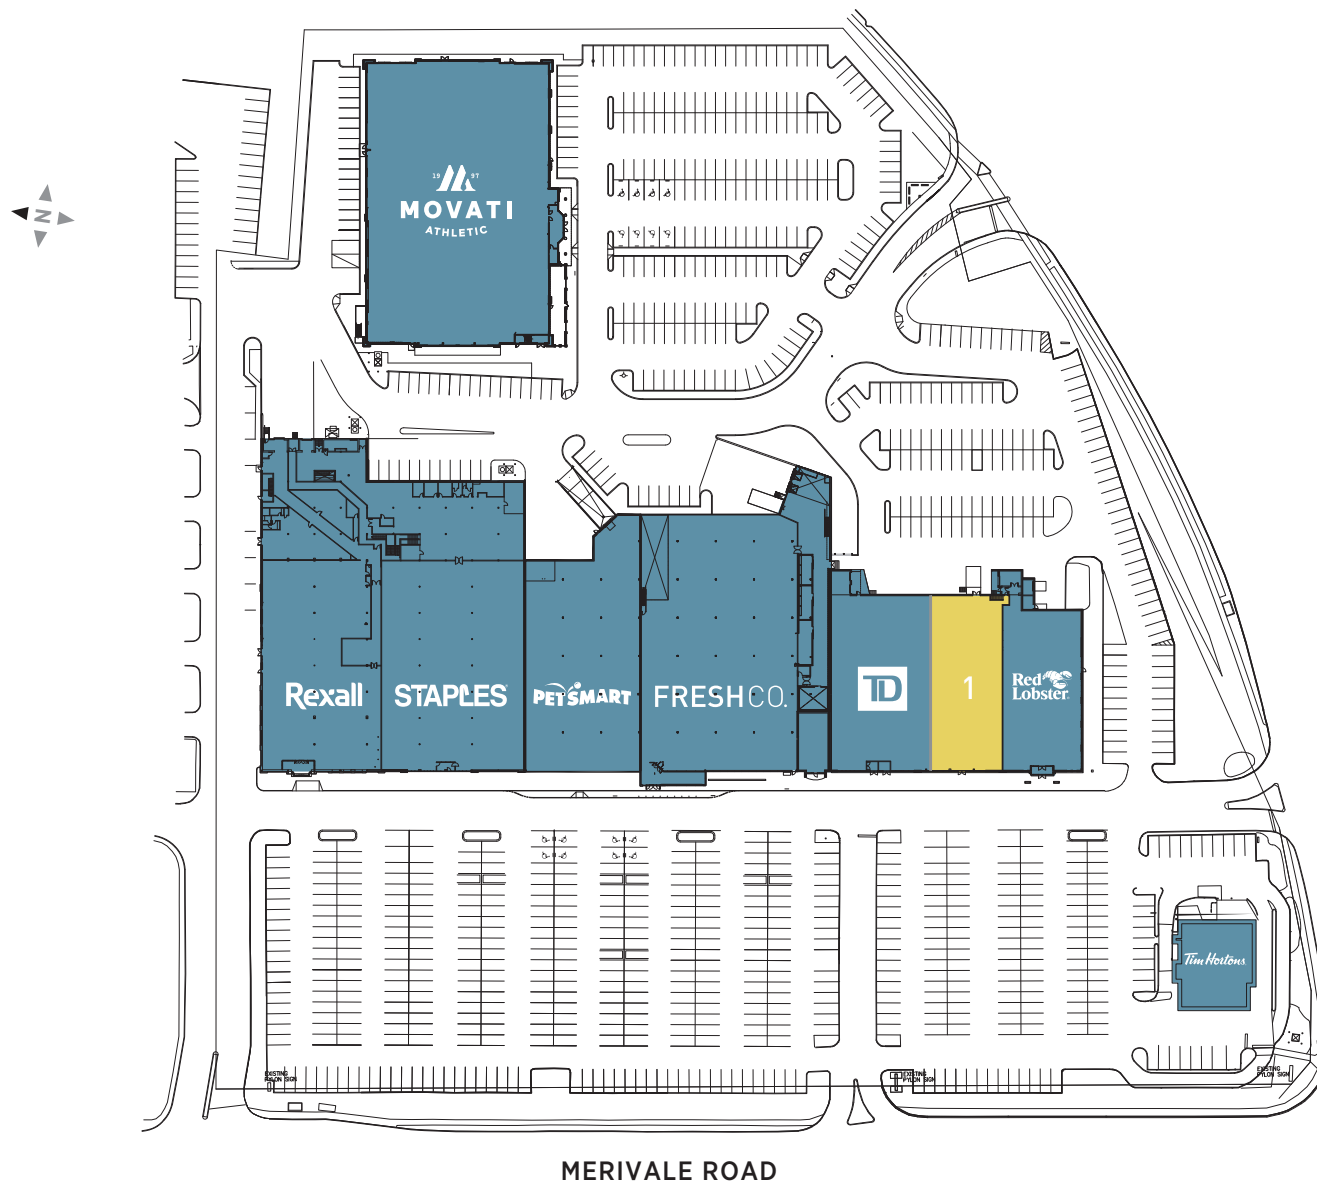 19 97
MOVATI
ATHLETIC
N
Rexall
STAPLES
PETSMART
FRESHCO.
TD
1
Red
Lobster
Tim Hortons
EXISTING
PYLON SIGN
EXISTING
PYLON SIGN
EXISTING
PYLON SIGN
MERIVALE ROAD